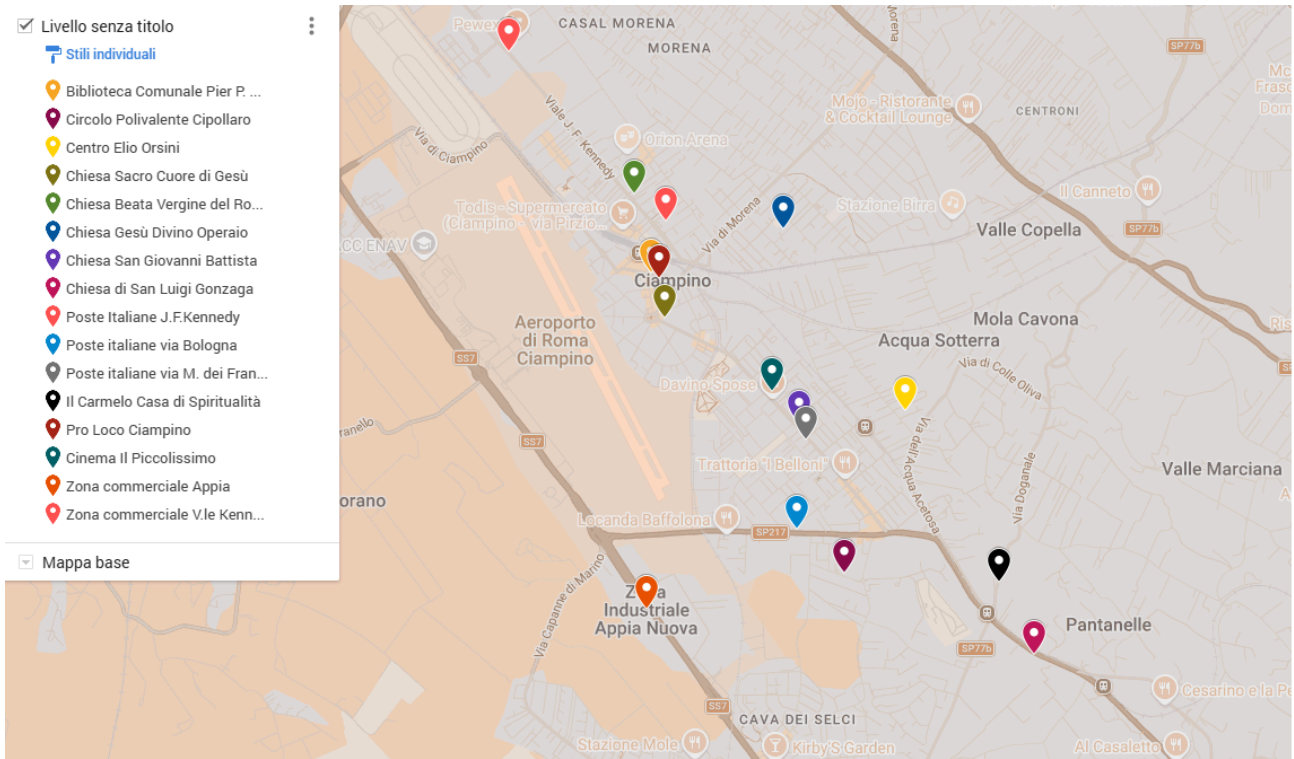 Livello senza titolo
Stili individuali
Biblioteca Comunale Pier P. ...
Circolo Polivalente Cipollaro
Centro Elio Orsini
Chiesa Sacro Cuore di Gesù
Chiesa Beata Vergine del Ro...
Chiesa Gesù Divino Operaio
Chiesa San Giovanni Battista
Chiesa di San Luigi Gonzaga
Poste Italiane J.F.Kennedy
Poste italiane via Bologna
Poste italiane via M. dei Fran...
Il Carmelo Casa di Spiritualità
Pro Loco Ciampino
Cinema Il Piccolissimo
Zona commerciale Appia
Zona commerciale V.le Kenn...
Mappa base
Pewex
CASAL MORENA
MORENA
Morena
SP77b
Mc
Frasc
Dom
Mojo - Ristorante
& Cocktail Lounge
CENTRONI
Viale J. F. Kennedy
Via di Ciampino
Orion Arena
Il Canneto
Todis - Supermercato
(Ciampino - via Pirzio...
Via di Morena
Stazione Birra
Valle Copella
SP77b
ACC ENAV
Ciampino
Aeroporto
di Roma
Ciampino
Mola Cavona
Ris
Acqua Sotterra
SS7
Via di Colle Oliva
Davino Spose
Via dell'Acqua Acetosa
ranello
SS7
Trattoria "I Belloni"
Valle Marciana
Via Doganale
orano
Locanda Baffolona
SP217
Via Capanne di Marino
Industriale
Appia Nuova
Pantanelle
SP77b
Cesarino e la Pe
SS7
CAVA DEI SELCI
Stazione Mole
Kirby'S Garden
Al Casaletto